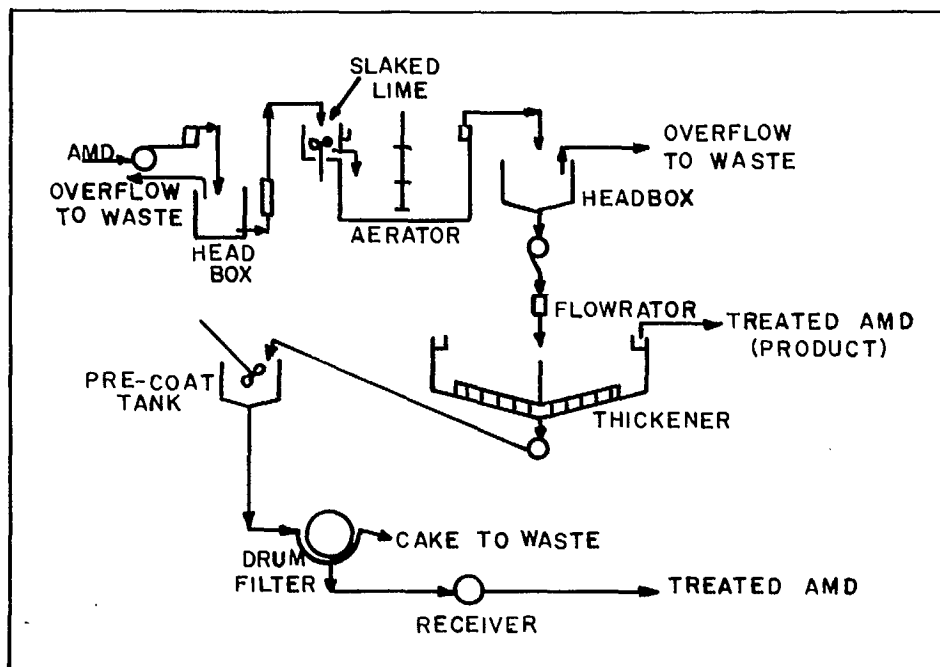 SLAKED
LIME
AMD
OVERFLOW
TO WASTE
HEAD
BOX
AERATOR
OVERFLOW
TO WASTE
HEADBOX
FLOWRATOR
TREATED AMD
(PRODUCT)
THICKENER
PRE-COAT
TANK
DRUM
FILTER
CAKE TO WASTE
RECEIVER
TREATED AMD